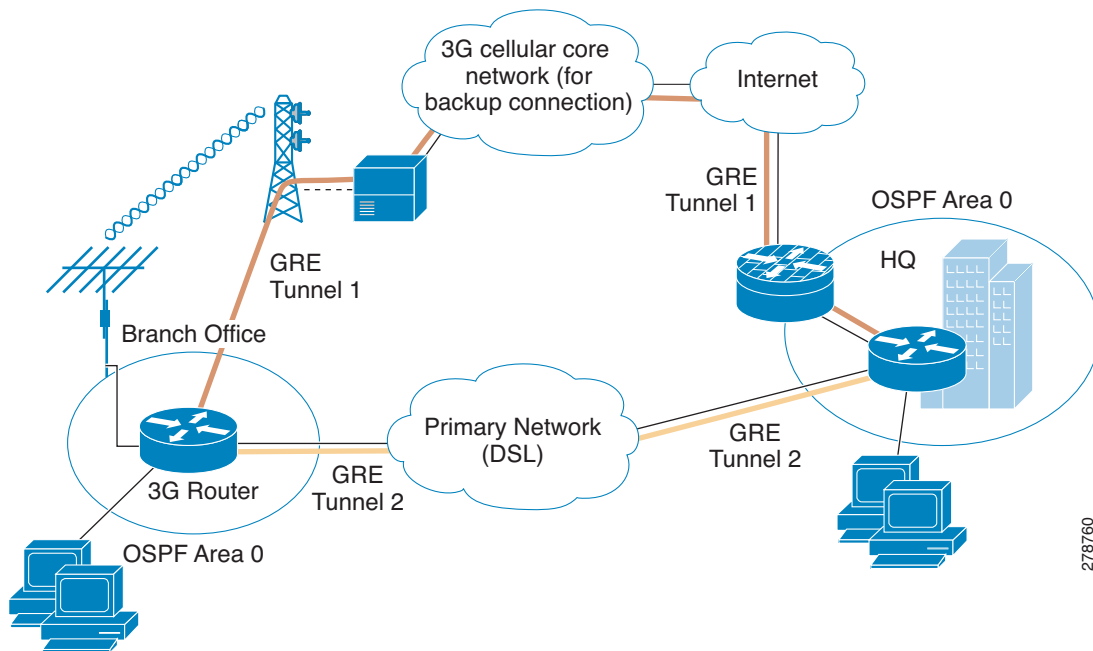 3G cellular core
network (for
backup connection)
Internet
GRE
Tunnel 1
OSPF Area 0
HQ
GRE
Tunnel 1
Branch Office
Primary Network
(DSL)
GRE
Tunnel 2
GRE
Tunnel 2
3G Router
OSPF Area 0
278760